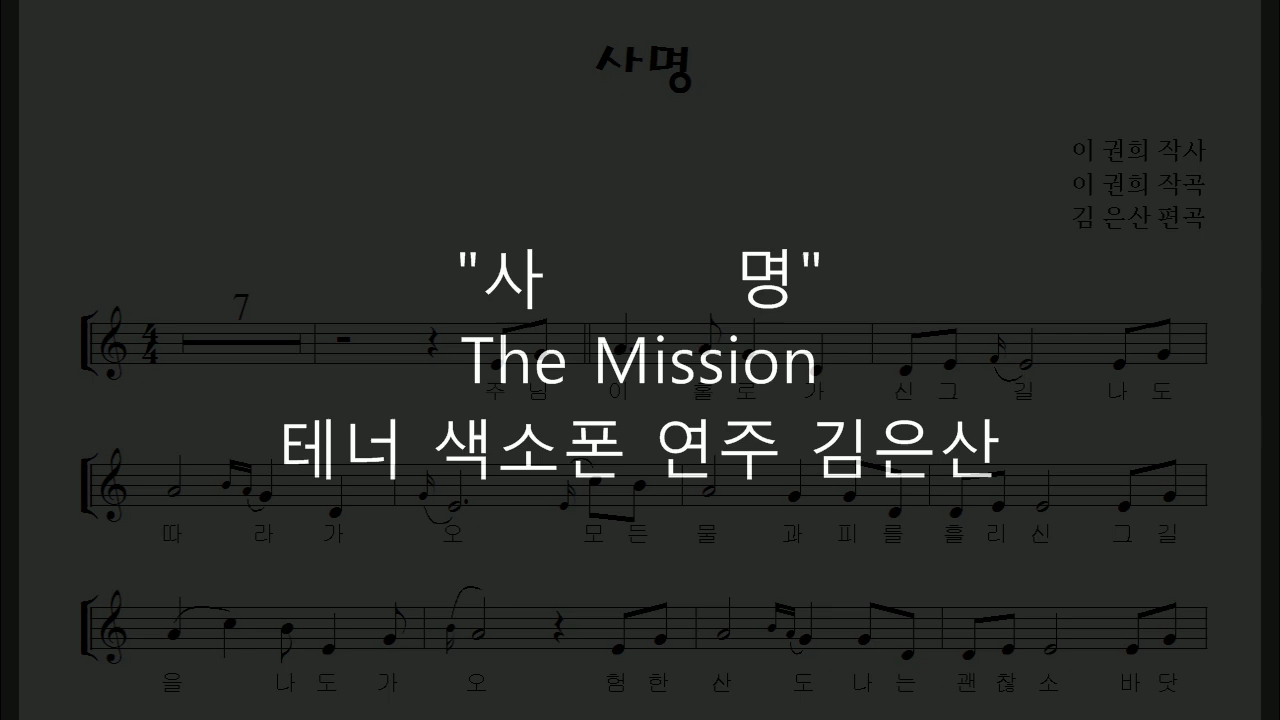 사명
이 권희 작사
이 권희 작곡
김 은산 편곡
"사 명"
The Mission
테너 색소폰 연주 김은산
7
4
4
주 님 이 홀 로 가 신 그 길 나 도
따 라 가 오 모 든 물 과 피 를 흘 리 신 그 길
을 나 도 가 오 험 한 산 도 나 는 괜 찮 소 바 닷